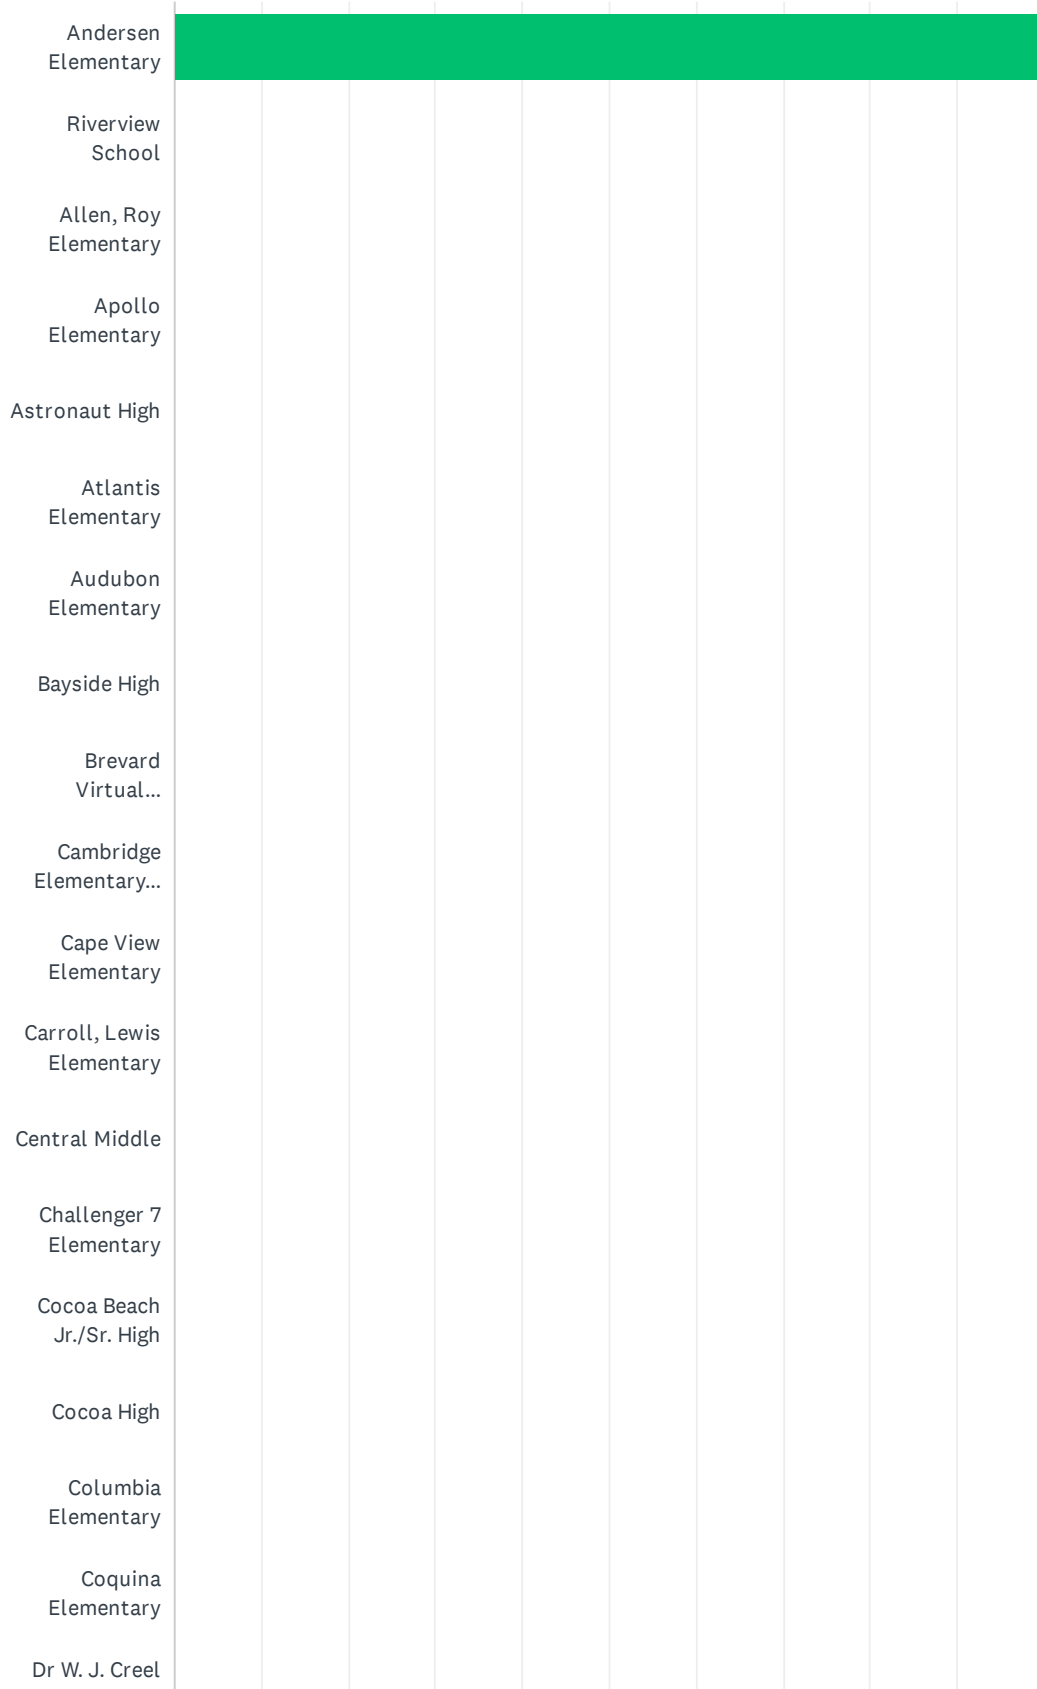 Andersen
Elementary
Riverview
School
Allen, Roy
Elementary
Apollo
Elementary
Astronaut High
Atlantis
Elementary
Audubon
Elementary
Bayside High
Brevard
Virtual...
Cambridge
Elementary...
Cape View
Elementary
Carroll, Lewis
Elementary
Central Middle
Challenger 7
Elementary
Cocoa Beach
Jr./Sr. High
Cocoa High
Columbia
Elementary
Coquina
Elementary
Dr W. J. Creel